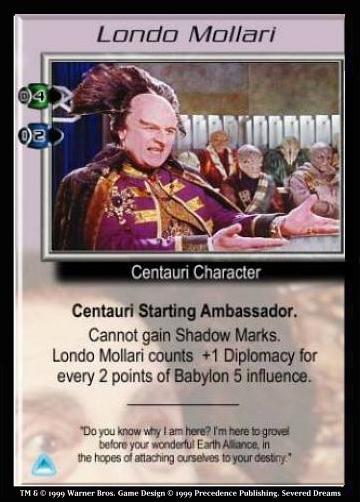 Londo Mollari
4
2
Centauri Character
Centauri Starting Ambassador.
Cannot gain Shadow Marks.
Londo Mollari counts +1 Diplomacy for
every 2 points of Babylon 5 influence.
"Do you know why I am here? I'm here to grovel
before your wonderful Earth Alliance, in
the hopes of attaching ourselves to your destiny."
TM & © 1999 Warner Bros. Game Design © 1999 Precedence Publishing. Severed Dreams